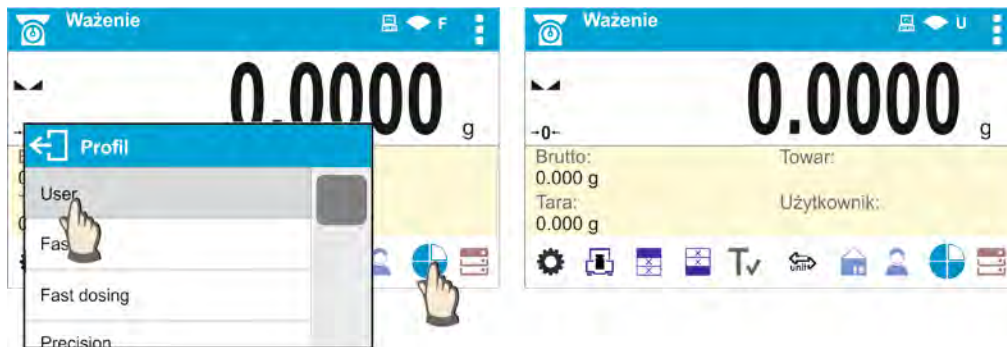 Ważenie F
0.0000 g
Profil
User
Fast
Fast dosing
Precision
Ważenie U
0.0000 g
→0←
Brutto: Towar:
0.000 g
Tara: Użytkownik:
0.000 g
T unit